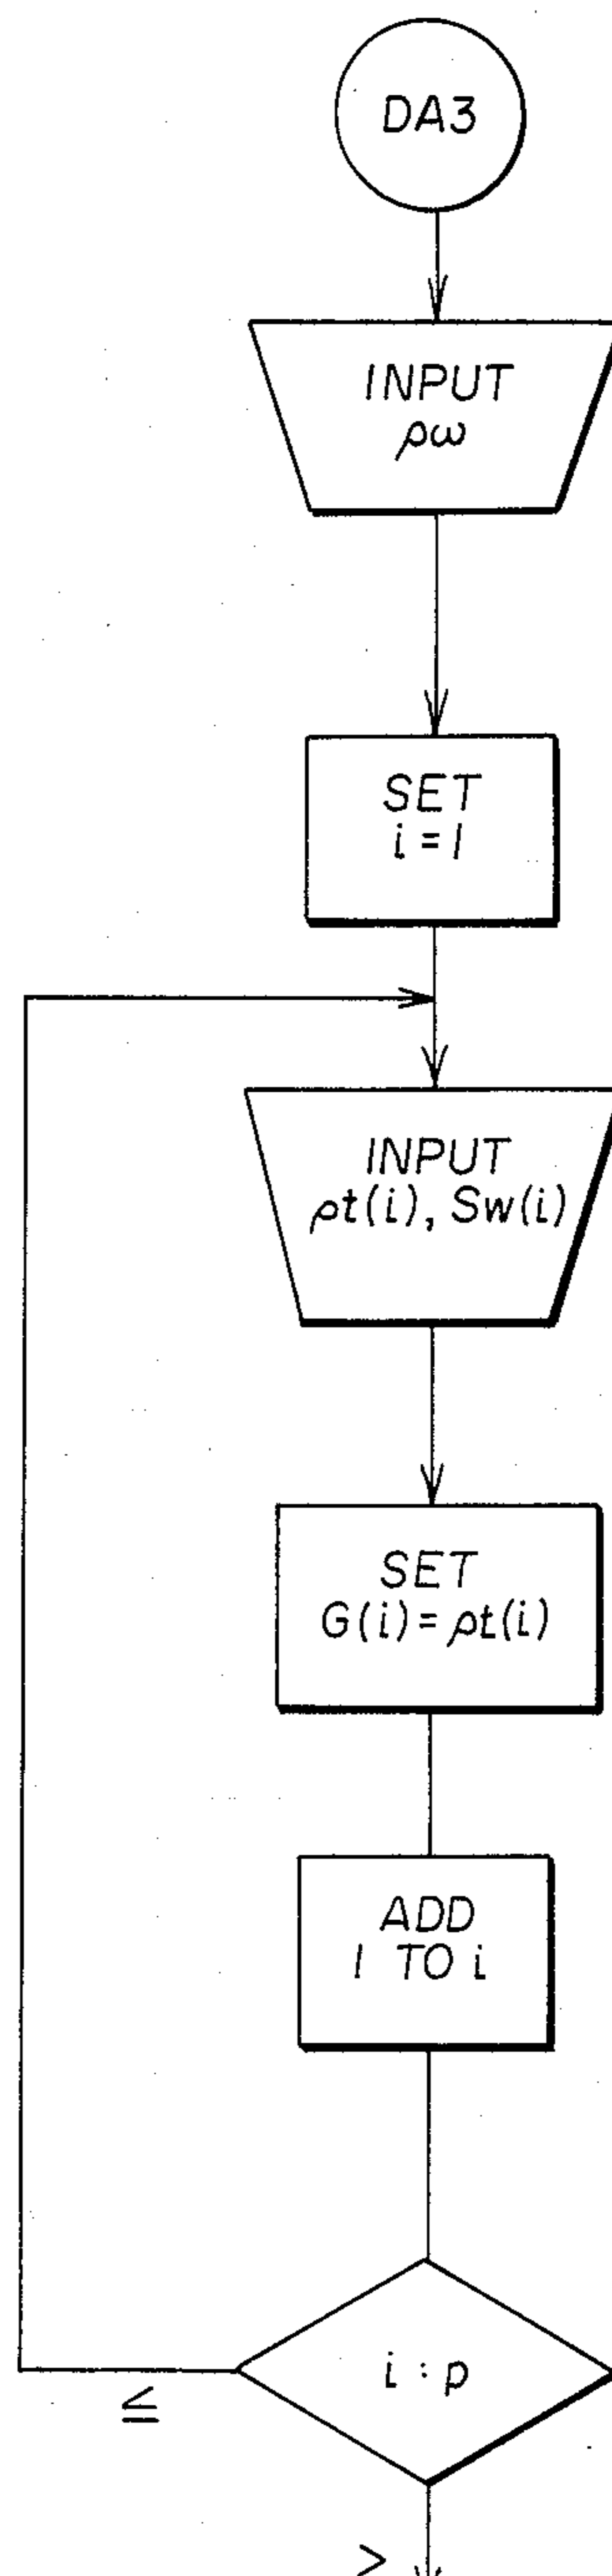 DA3
INPUT
ρω
SET
i = 1
INPUT
ρt(i), Sw(i)
SET
G(i) = ρt(i)
ADD
1 TO i
i : p
≤
>